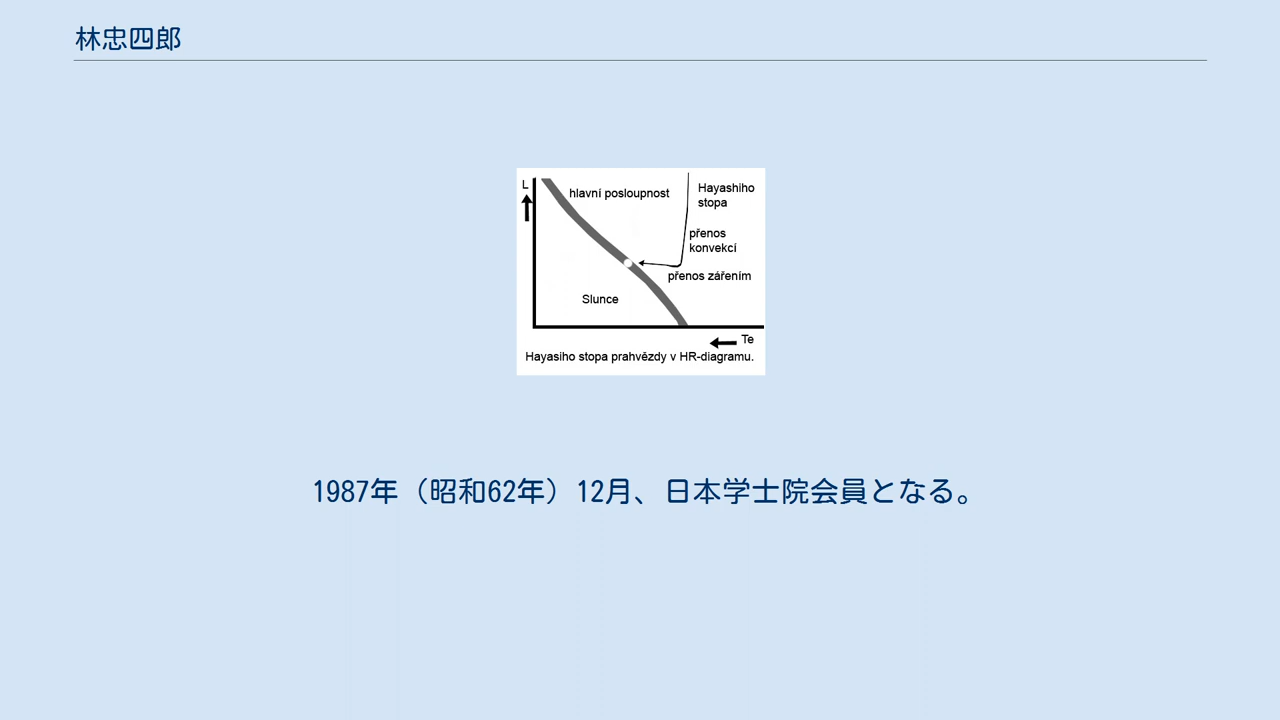 林忠四郎
L
hlavní posloupnost
Hayashiho
stopa
přenos
konvekcí
přenos zářením
Slunce
Te
Hayasiho stopa prahvězdy v HR-diagramu.
1987年（昭和62年）12月、日本学士院会員となる。